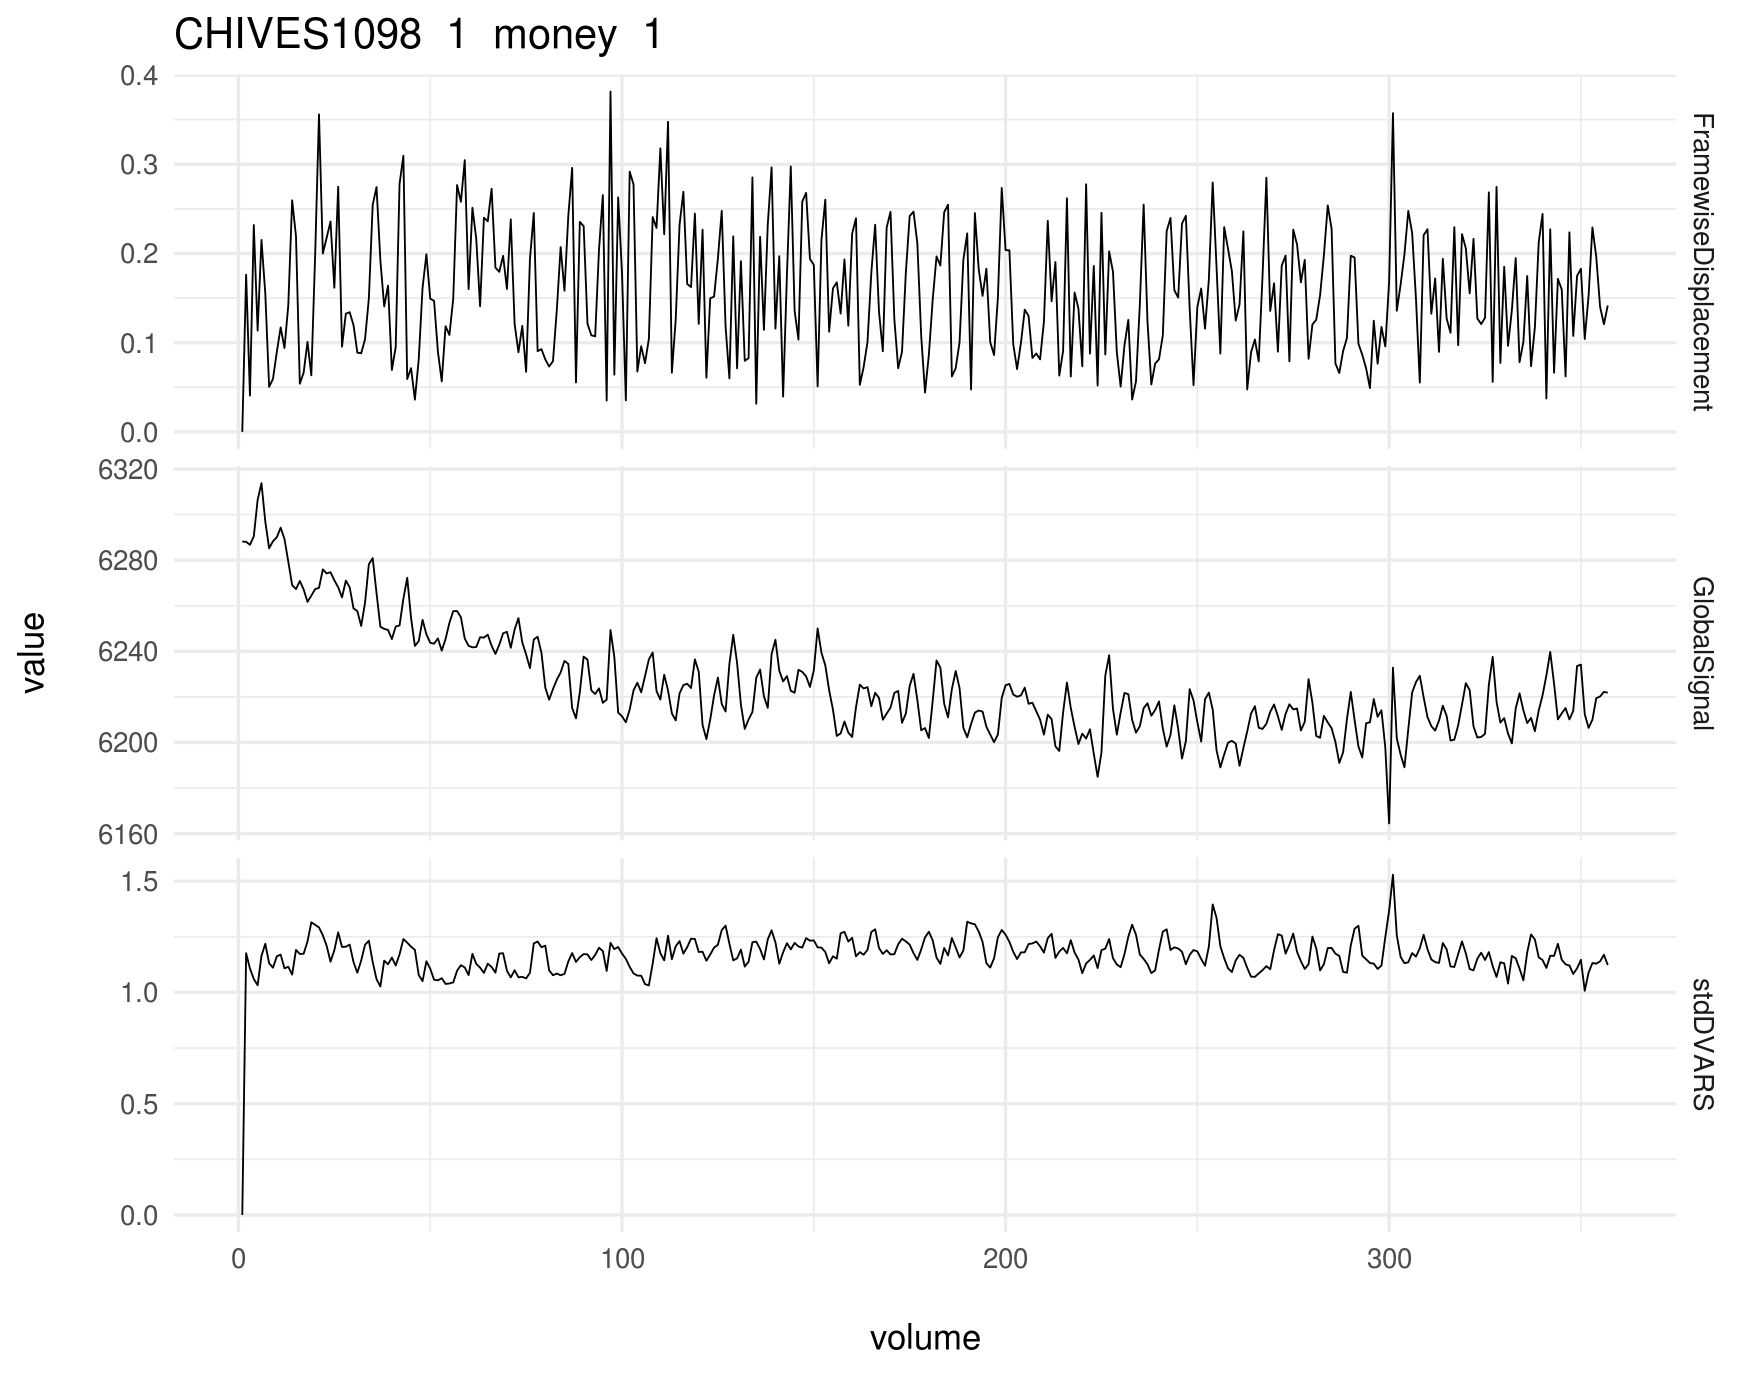 CHIVES1098 1 money 1
0.4
0.3
0.2
0.1
0.0
FramewiseDisplacement
6320
6280
6240
6200
6160
GlobalSignal
value
1.5
1.0
0.5
0.0
stdDVARS
0 100 200 300
volume